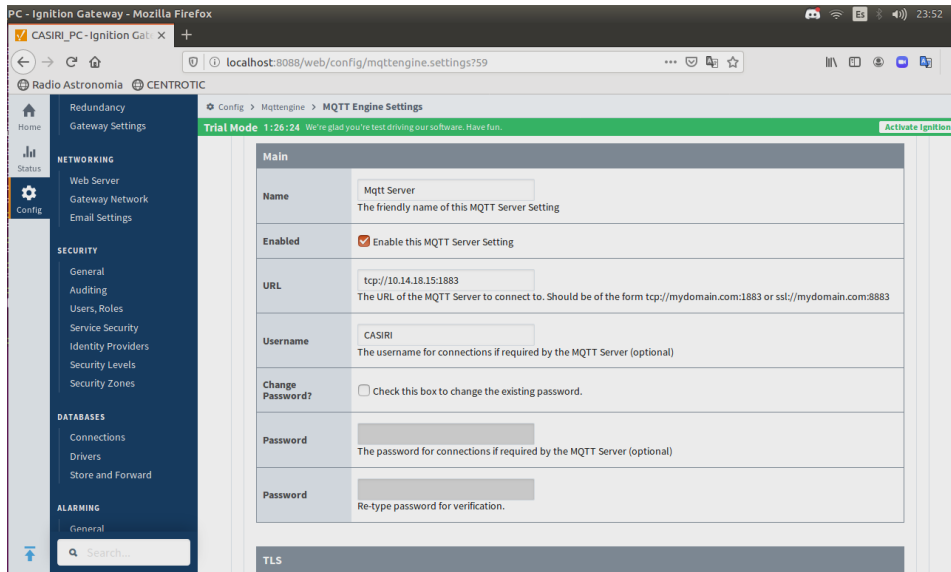 PC - Ignition Gateway - Mozilla Firefox
Es
23:52
CASIRI_PC - Ignition Gate
localhost:8088/web/config/mqttengine.settings?59
Radio Astronomia
CENTROTIC
Home
Status
Config
Redundancy
Gateway Settings
NETWORKING
Web Server
Gateway Network
Email Settings
SECURITY
General
Auditing
Users, Roles
Service Security
Identity Providers
Security Levels
Security Zones
DATABASES
Connections
Drivers
Store and Forward
ALARMING
General
Search...
Config > Mqttengine > MQTT Engine Settings
Trial Mode 1:26:24 We're glad you're test driving our software. Have fun.
Activate Ignition
Main
Name
Mqtt Server
The friendly name of this MQTT Server Setting
Enabled
Enable this MQTT Server Setting
URL
tcp://10.14.18.15:1883
The URL of the MQTT Server to connect to. Should be of the form tcp://mydomain.com:1883 or ssl://mydomain.com:8883
Username
CASIRI
The username for connections if required by the MQTT Server (optional)
Change
Password?
Check this box to change the existing password.
Password
The password for connections if required by the MQTT Server (optional)
Password
Re-type password for verification.
TLS